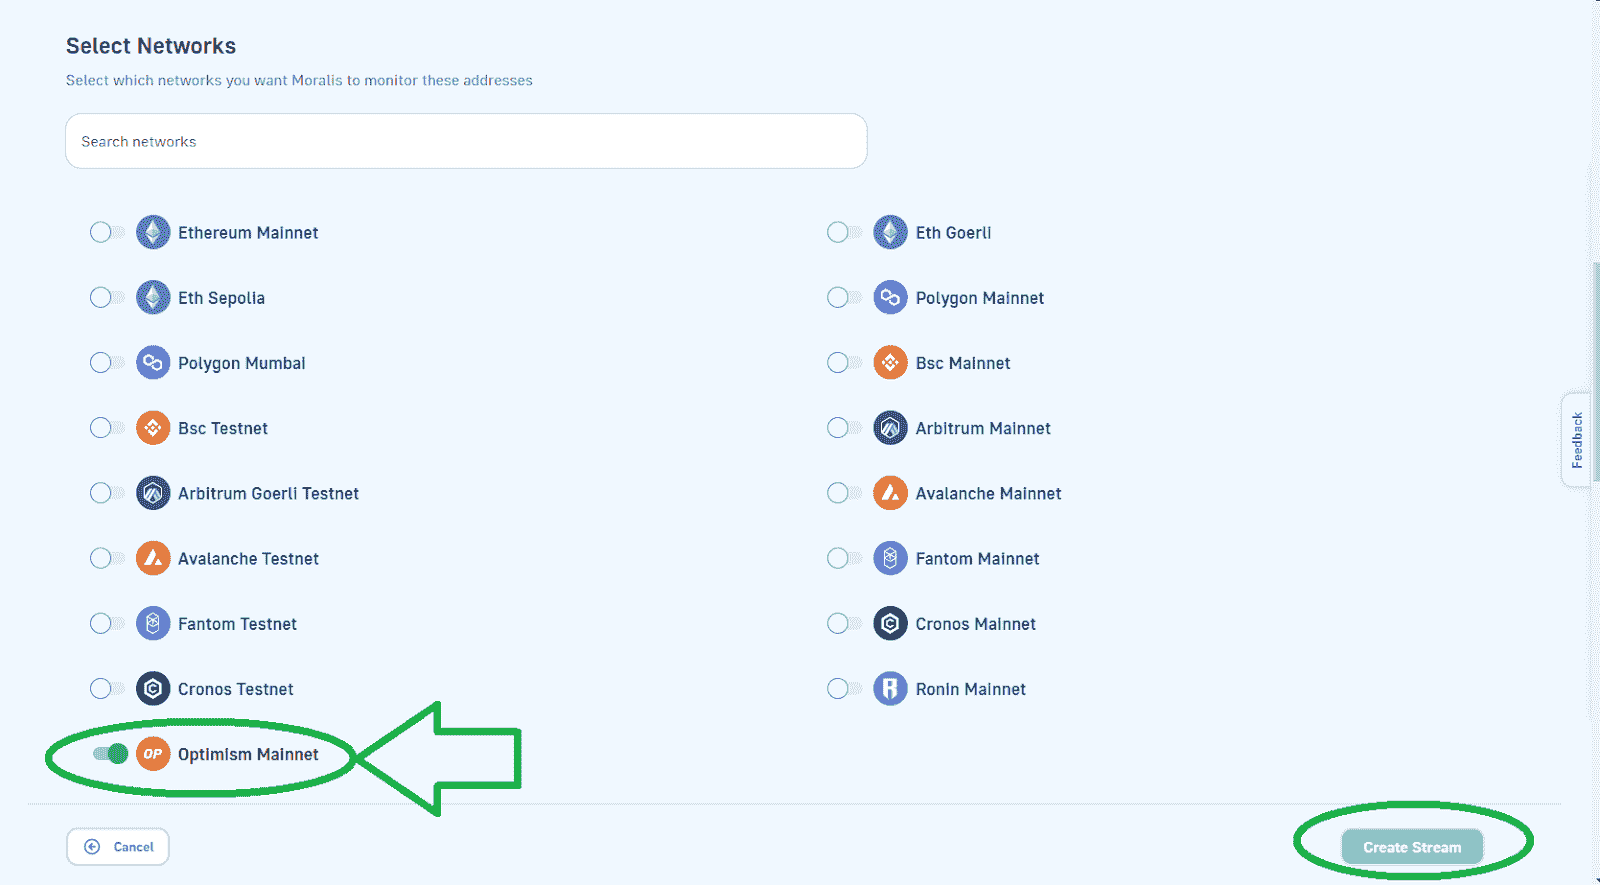 Select Networks
Select which networks you want Moralis to monitor these addresses
Search networks
Ethereum Mainnet
Eth Goerli
Eth Sepolia
Polygon Mainnet
Polygon Mumbai
Bsc Mainnet
Bsc Testnet
Arbitrum Mainnet
Arbitrum Goerli Testnet
Avalanche Mainnet
Avalanche Testnet
Fantom Mainnet
Fantom Testnet
Cronos Mainnet
Cronos Testnet
Ronin Mainnet
OP Optimism Mainnet
Feedback
Cancel
Create Stream